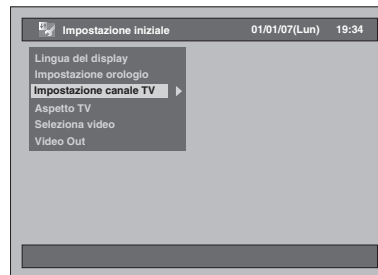 Impostazione iniziale 01/01/07(Lun) 19:34
Lingua del display
Impostazione orologio
Impostazione canale TV
Aspetto TV
Seleziona video
Video Out